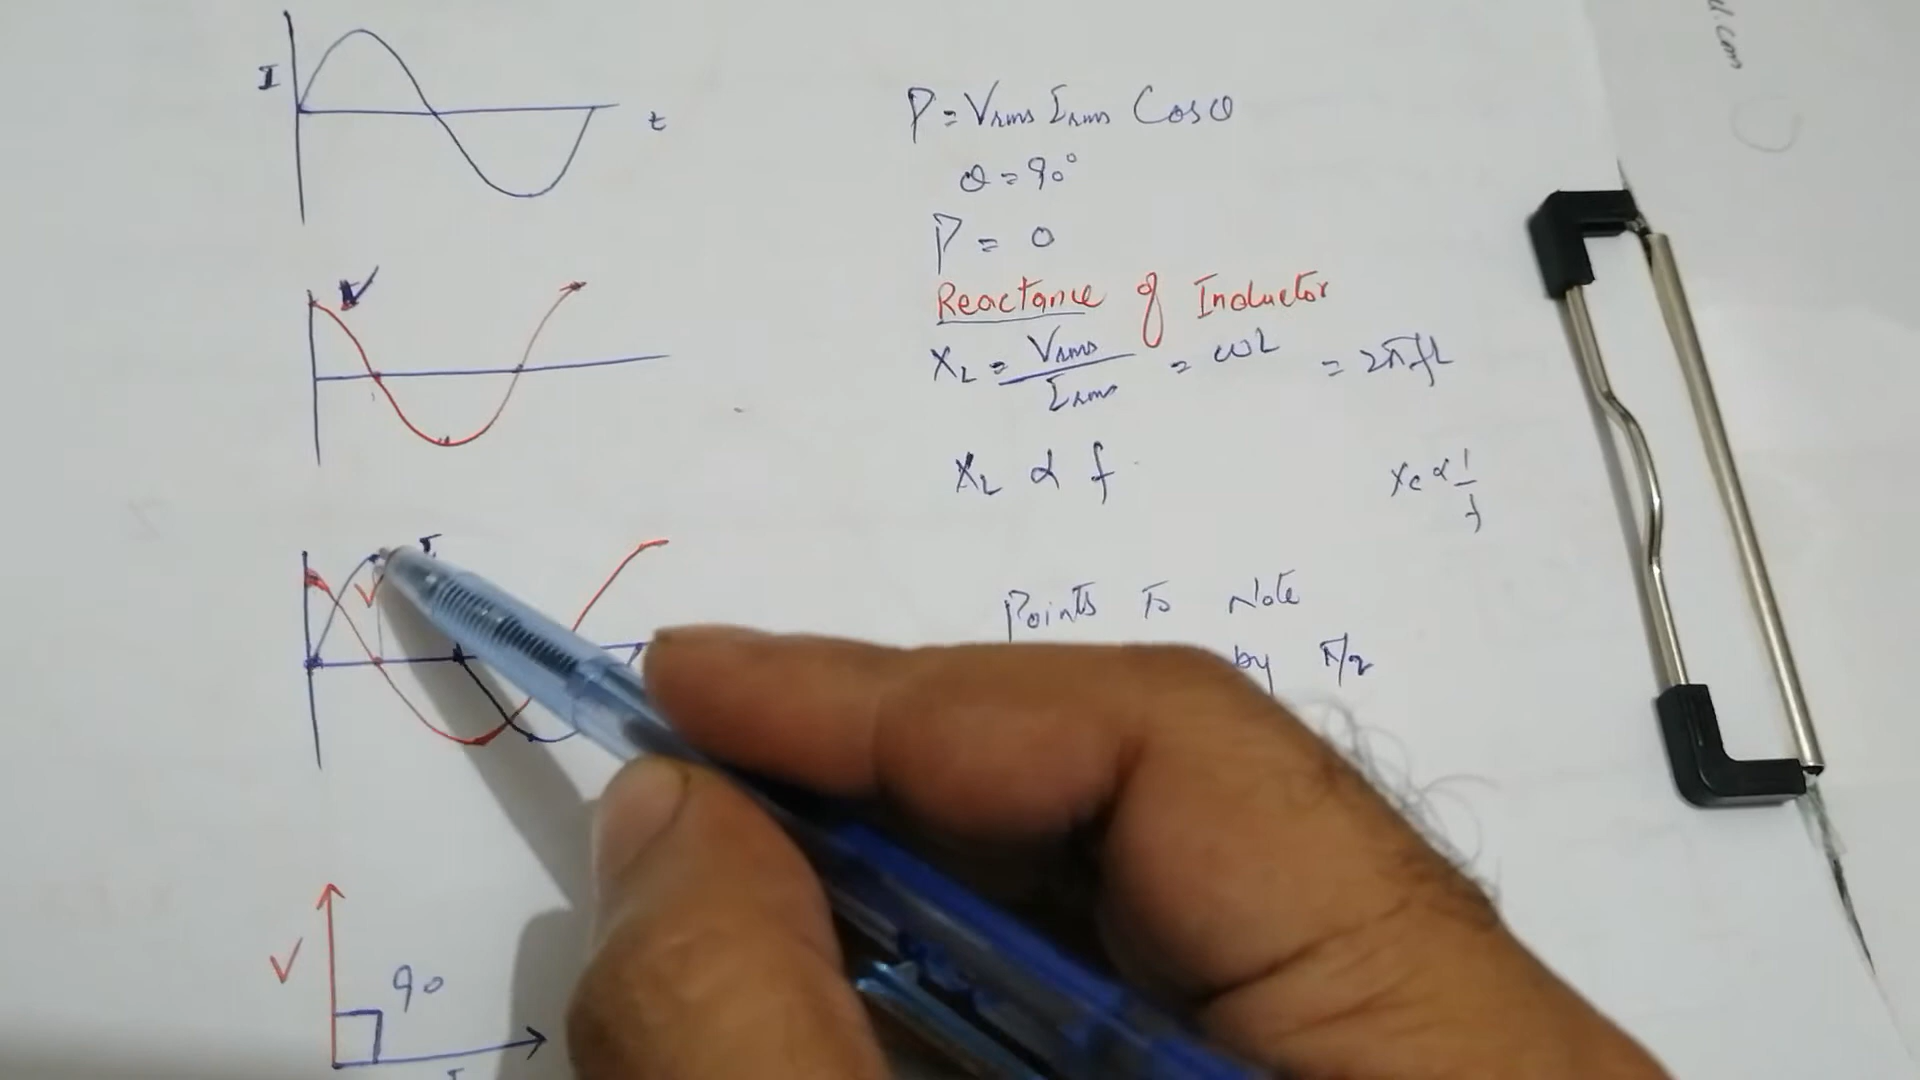 I
t
V
I
V
V
90
P = Vrms Irms Cosθ
θ = 90°
P = 0
Reactance of Inductor
XL = Vrms / Irms = ωL = 2πfL
XL α f
Xc α 1/f
Points To Note
by π/2